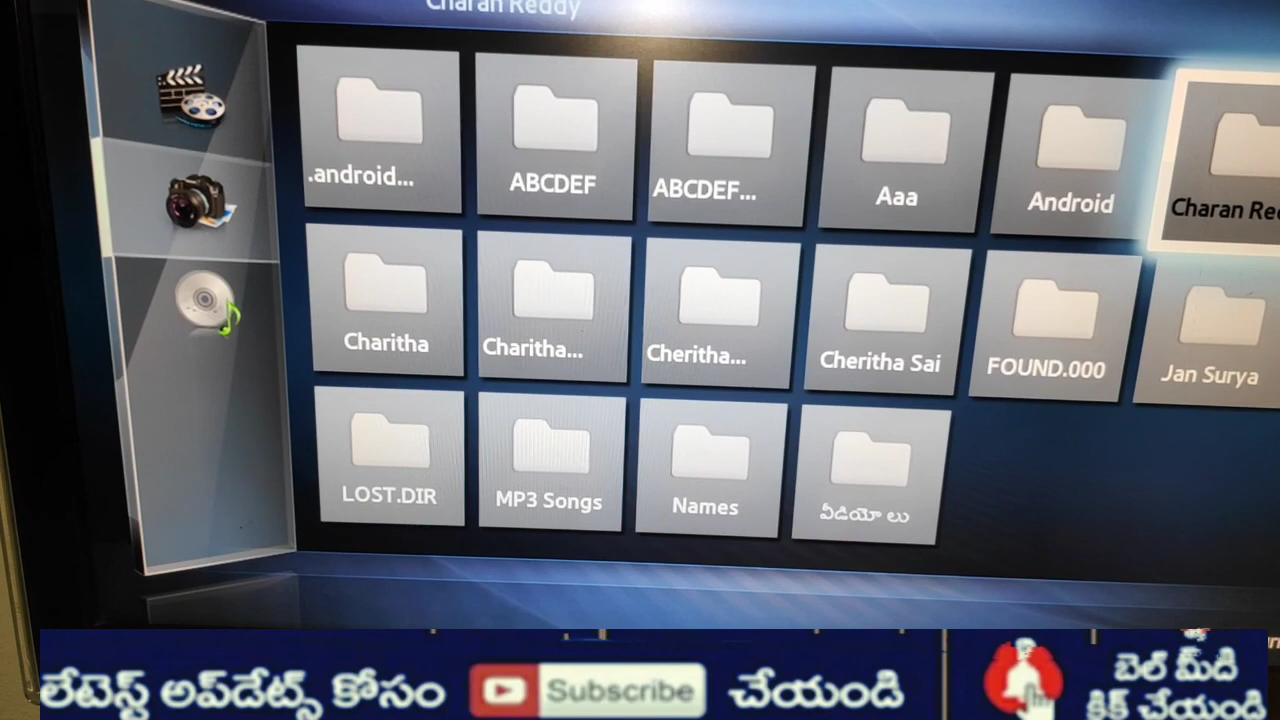 Charan Reddy
.android...
ABCDEF
ABCDEF...
Aaa
Android
Charan Re
Charitha
Charitha...
Cheritha...
Cheritha Sai
FOUND.000
Jan Surya
LOST.DIR
MP3 Songs
Names
వీడియో లు
లేటెస్ట్ అప్‌డేట్స్ కోసం Subscribe చేయండి
బెల్ మీది
క్లిక్ చేయండి